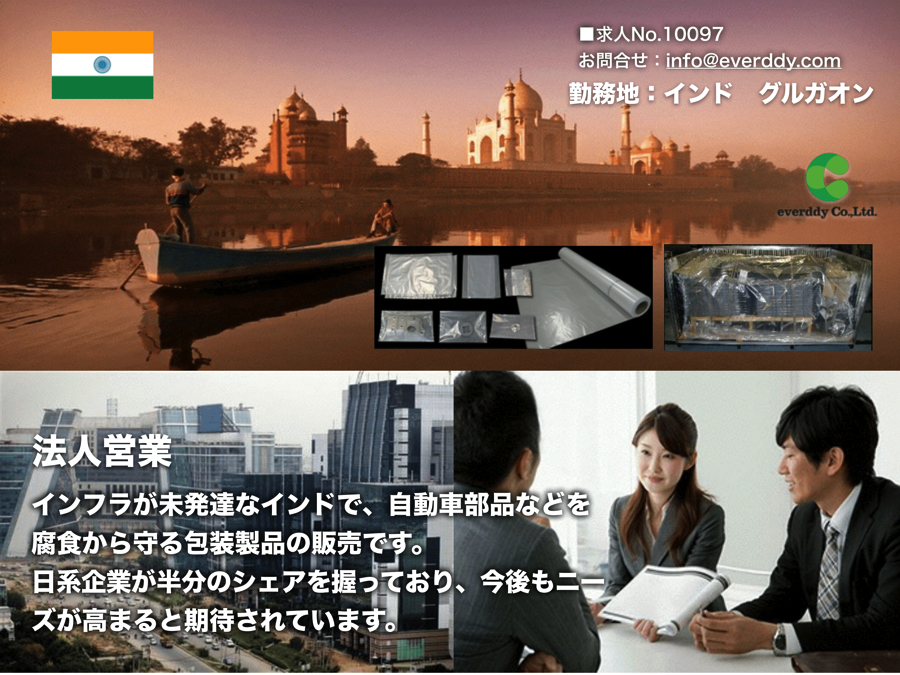 ■求人No.10097
お問合せ：info@everddy.com
勤務地：インド　グルガオン
everddy Co.,Ltd.
法人営業
インフラが未発達なインドで、自動車部品などを
腐食から守る包装製品の販売です。
日系企業が半分のシェアを握っており、今後もニー
ズが高まると期待されています。